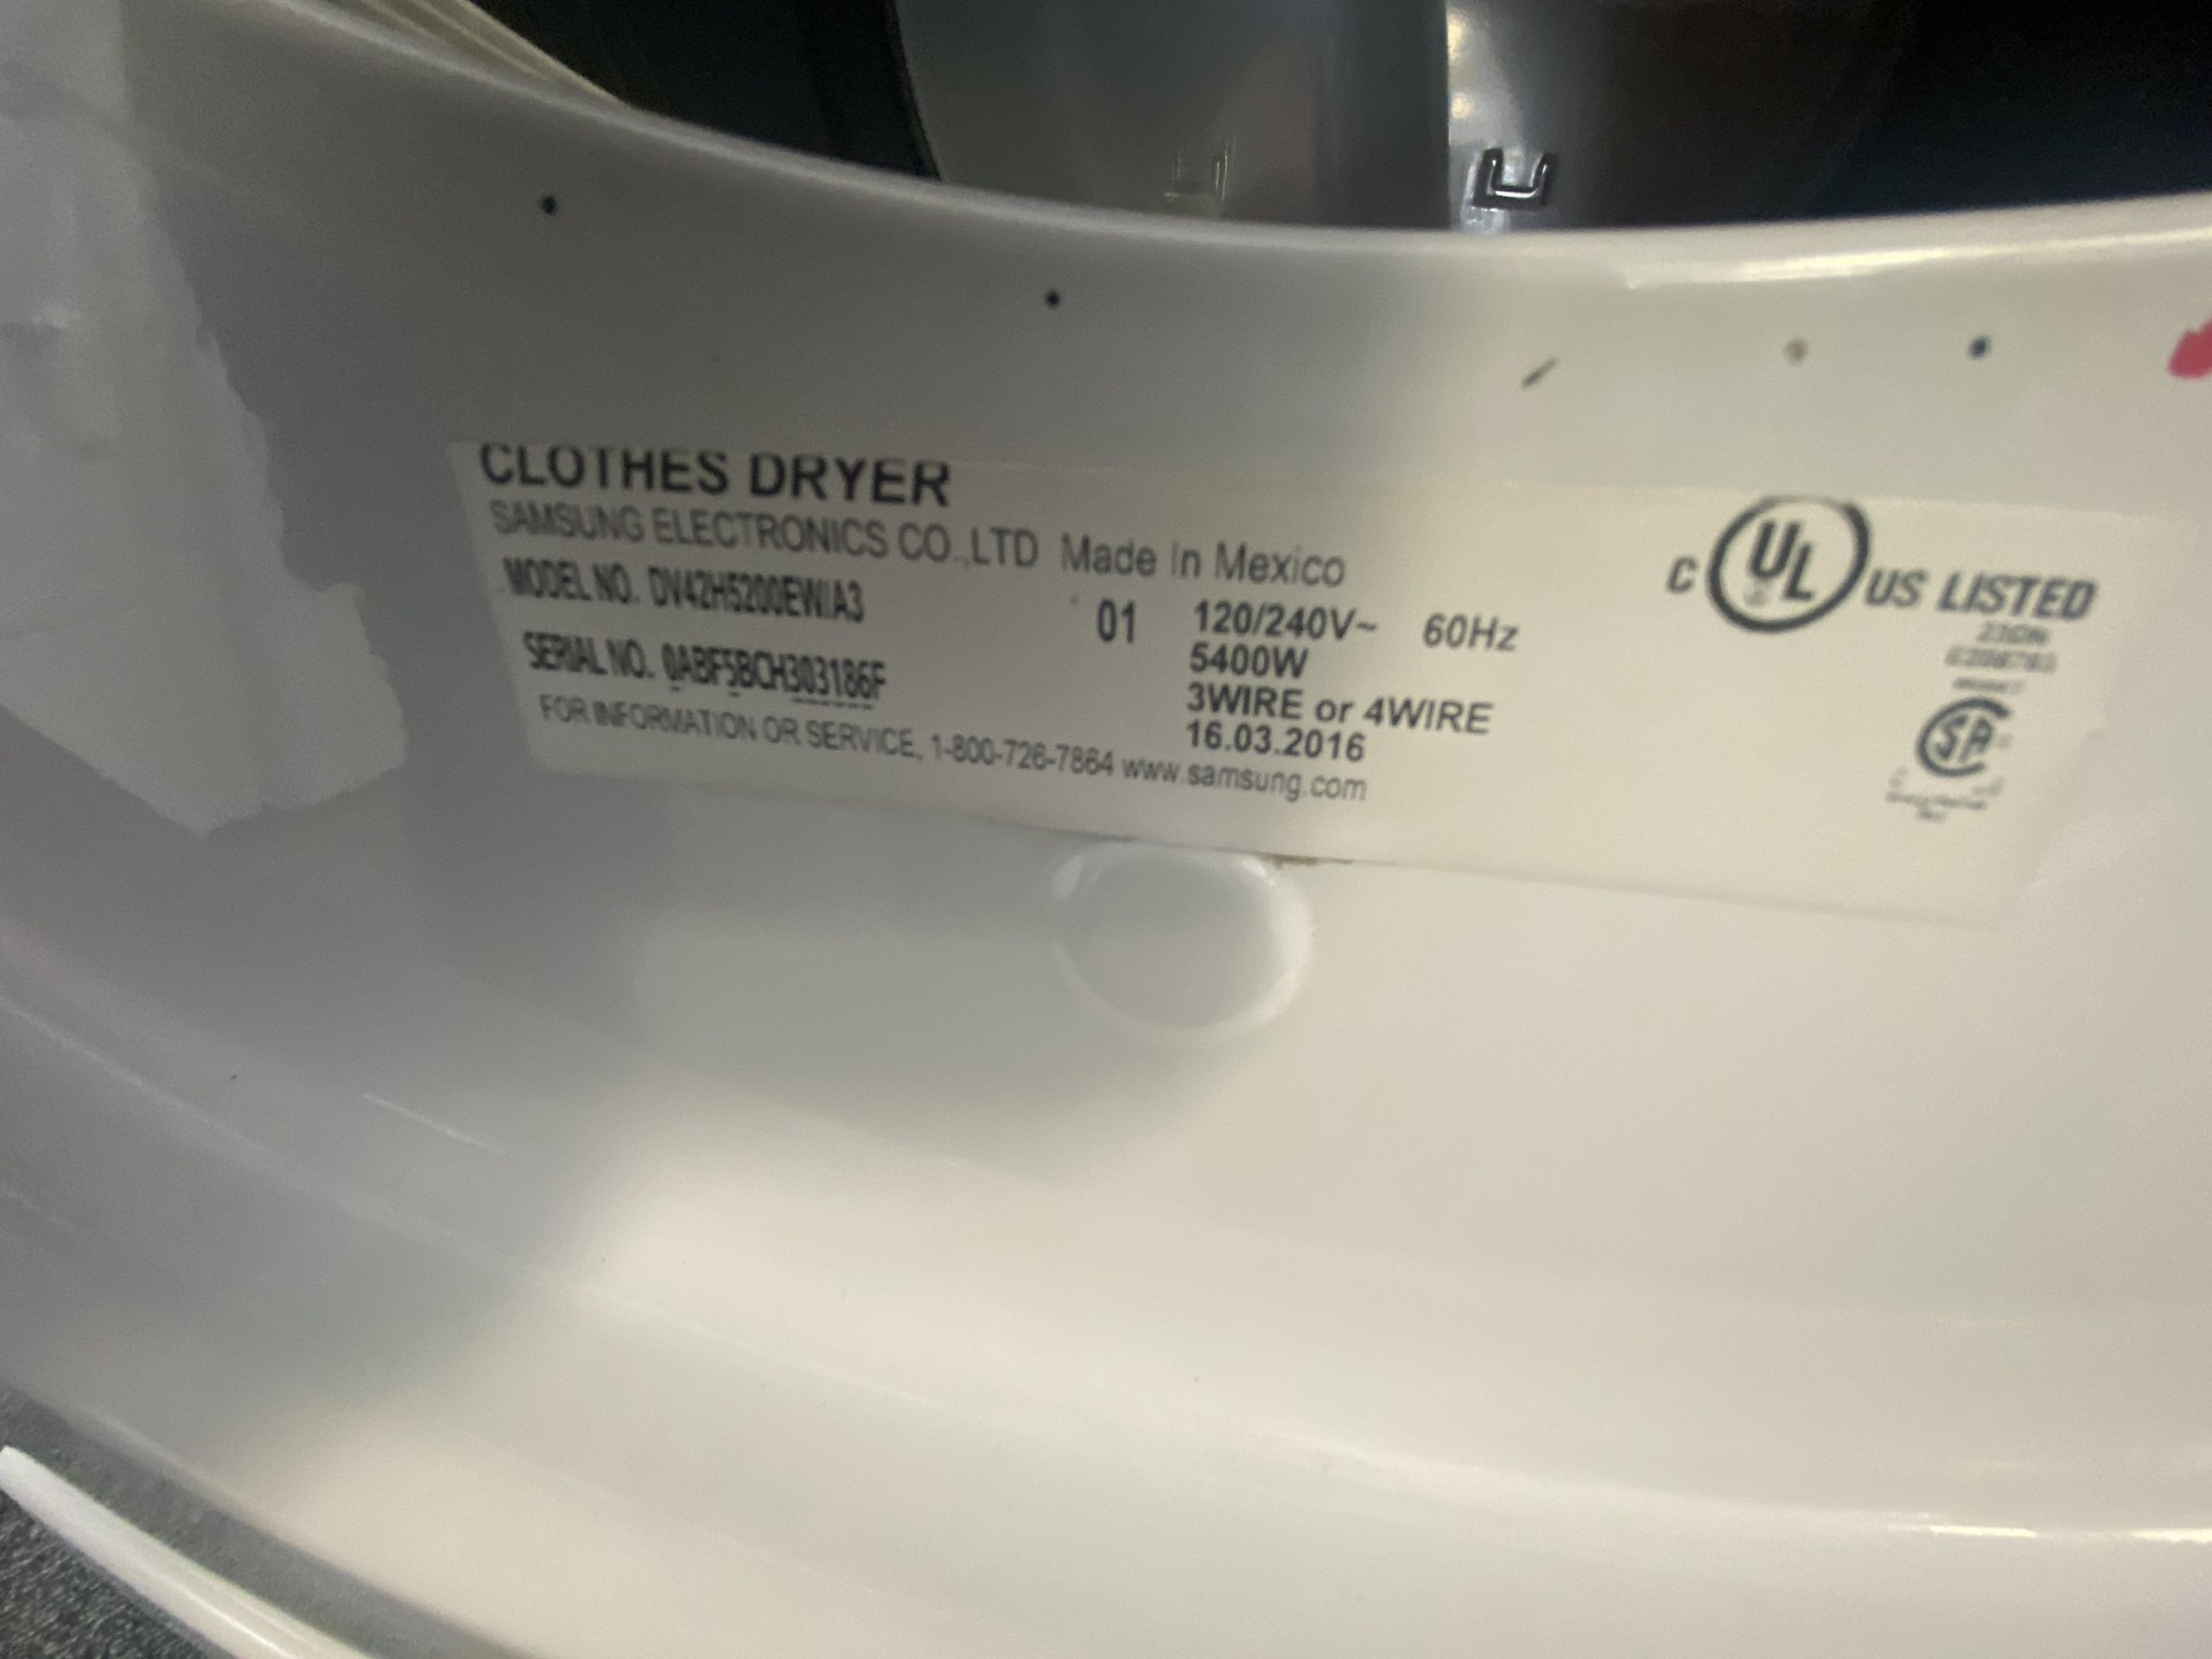 CLOTHES DRYER
SAMSUNG ELECTRONICS CO.,LTD Made In Mexico
MODEL NO. DV42H5200EW/A3 01 120/240V~ 60Hz
5400W
SERIAL NO. 0ABF5BCH303186F 3WIRE or 4WIRE
16.03.2016
FOR INFORMATION OR SERVICE, 1-800-726-7864 www.samsung.com
C UL US LISTED
SA